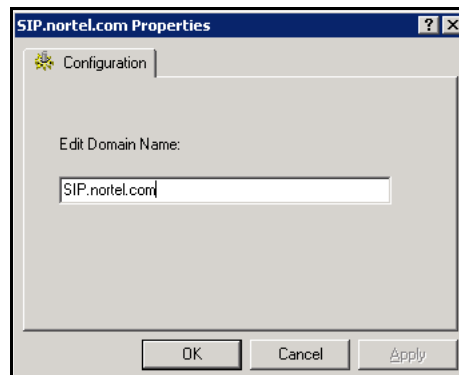 SIP.nortel.com Properties
Configuration
Edit Domain Name:
SIP.nortel.com
OK Cancel Apply